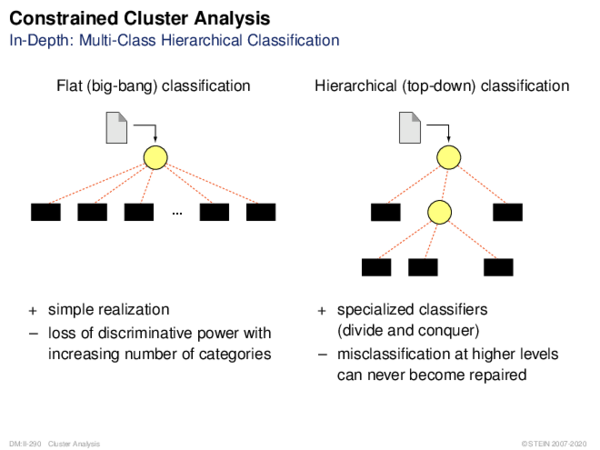 Constrained Cluster Analysis
In-Depth: Multi-Class Hierarchical Classification
Flat (big-bang) classification
Hierarchical (top-down) classification
...
+ simple realization
− loss of discriminative power with
increasing number of categories
+ specialized classifiers
(divide and conquer)
− misclassification at higher levels
can never become repaired
DM:II-290 Cluster Analysis
© STEIN 2007-2020